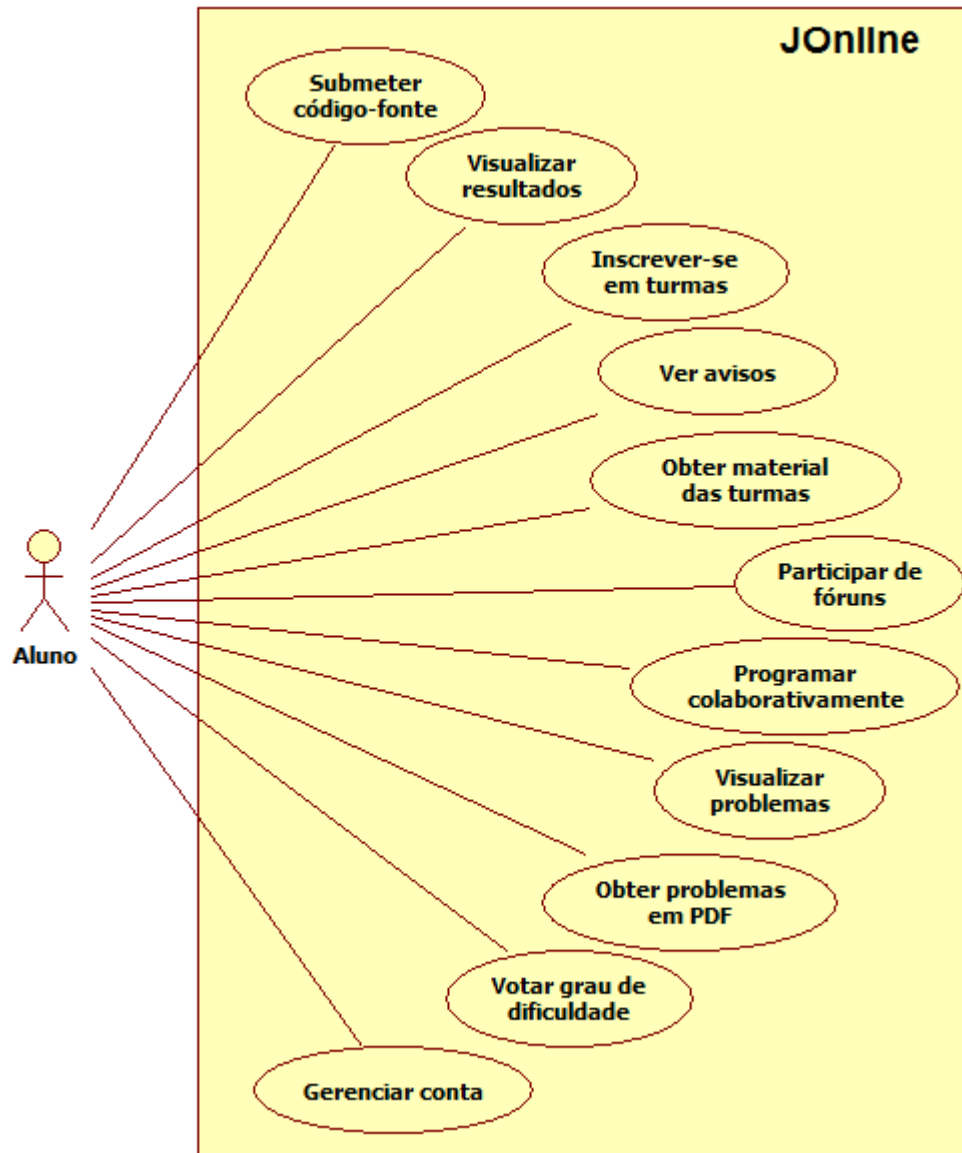 JOnlIne
Submeter
código-fonte
Visualizar
resultados
Inscrever-se
em turmas
Ver avisos
Obter material
das turmas
Participar de
fóruns
Aluno
Programar
colaborativamente
Visualizar
problemas
Obter problemas
em PDF
Votar grau de
dificuldade
Gerenciar conta